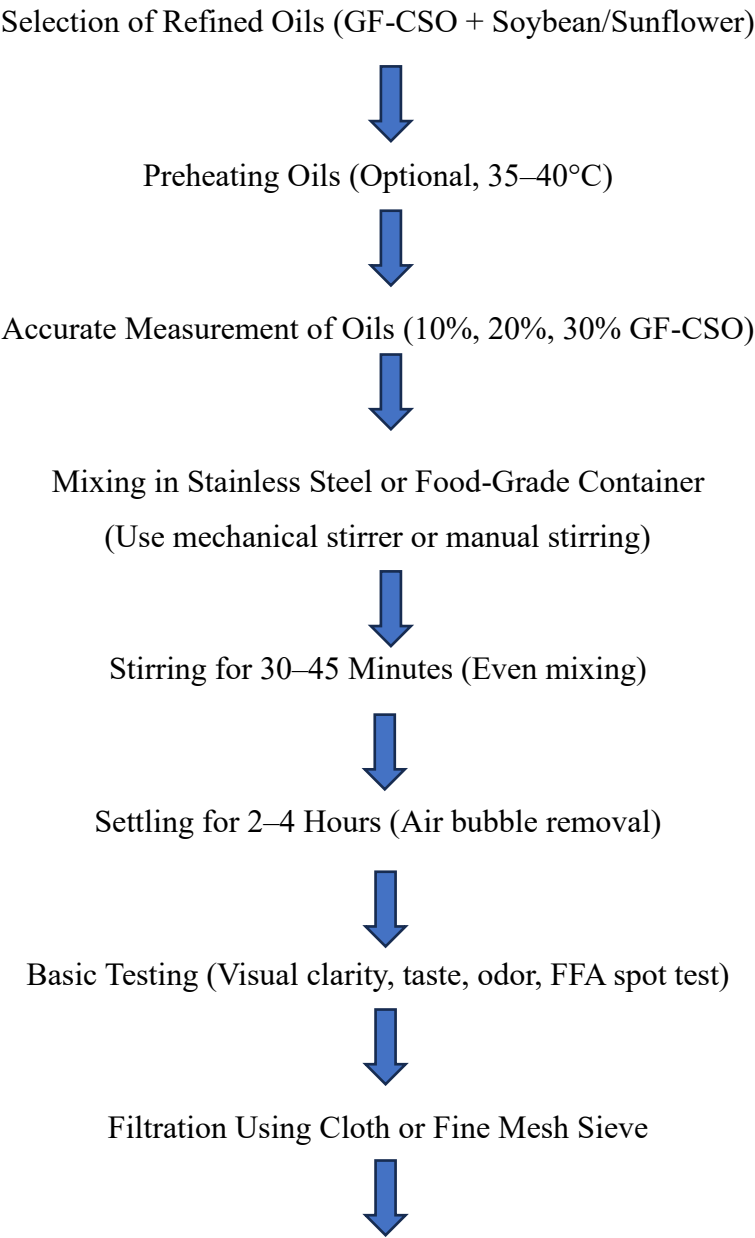 Selection of Refined Oils (GF-CSO + Soybean/Sunflower)
Preheating Oils (Optional, 35–40°C)
Accurate Measurement of Oils (10%, 20%, 30% GF-CSO)
Mixing in Stainless Steel or Food-Grade Container
(Use mechanical stirrer or manual stirring)
Stirring for 30–45 Minutes (Even mixing)
Settling for 2–4 Hours (Air bubble removal)
Basic Testing (Visual clarity, taste, odor, FFA spot test)
Filtration Using Cloth or Fine Mesh Sieve